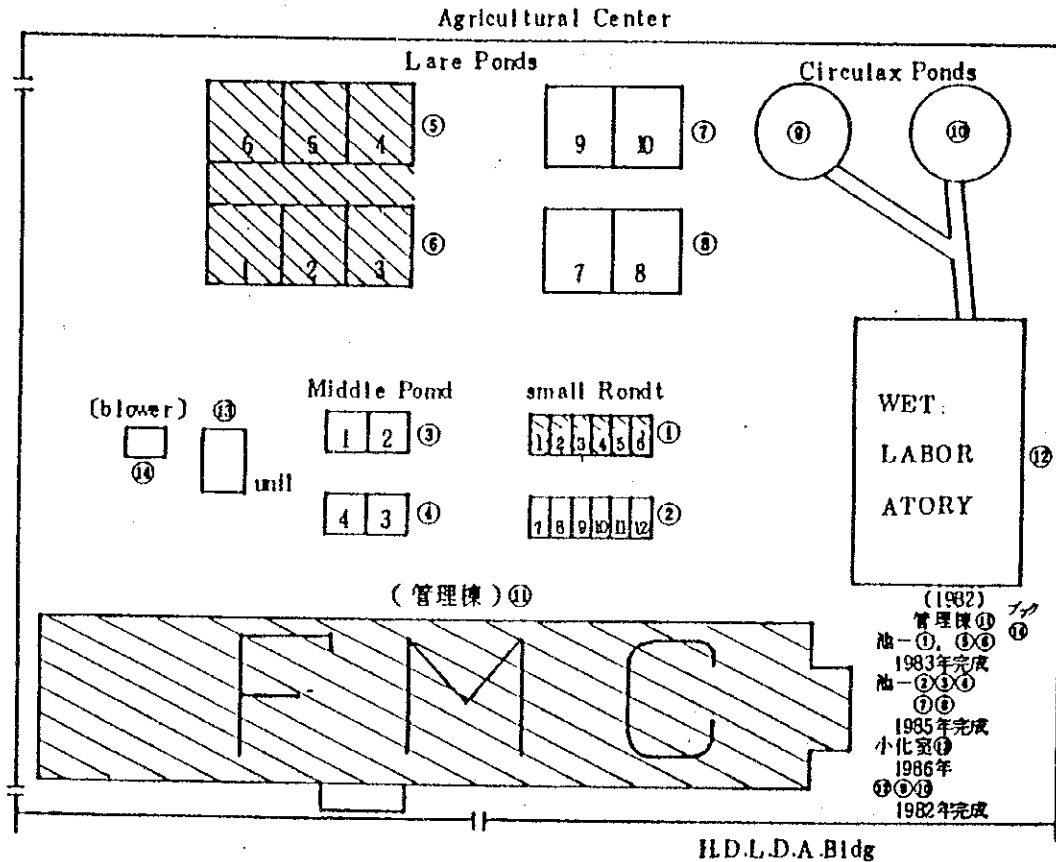 Agricultural Center
Lare Ponds
Circulax Ponds
6 5 4 ⑤
9 10 ⑦
⑨ ⑩
1 2 3 ⑥
7 8 ⑧
Middle Pond
small Rondt
(blower) ⑬
1 2 ③
1 2 3 4 5 6 ①
WET
LABOR
ATORY
⑫
⑭
unit
4 3 ④
7 8 9 10 11 12 ②
(管理棟)⑪
FMC
(1982)
管理棟⑪
池-①, ⑤⑥
1983年完成
池-②③④
⑦⑧
1985年完成
1986年
⑨⑩
1982年完成
H.D.L.D.A.Bldg